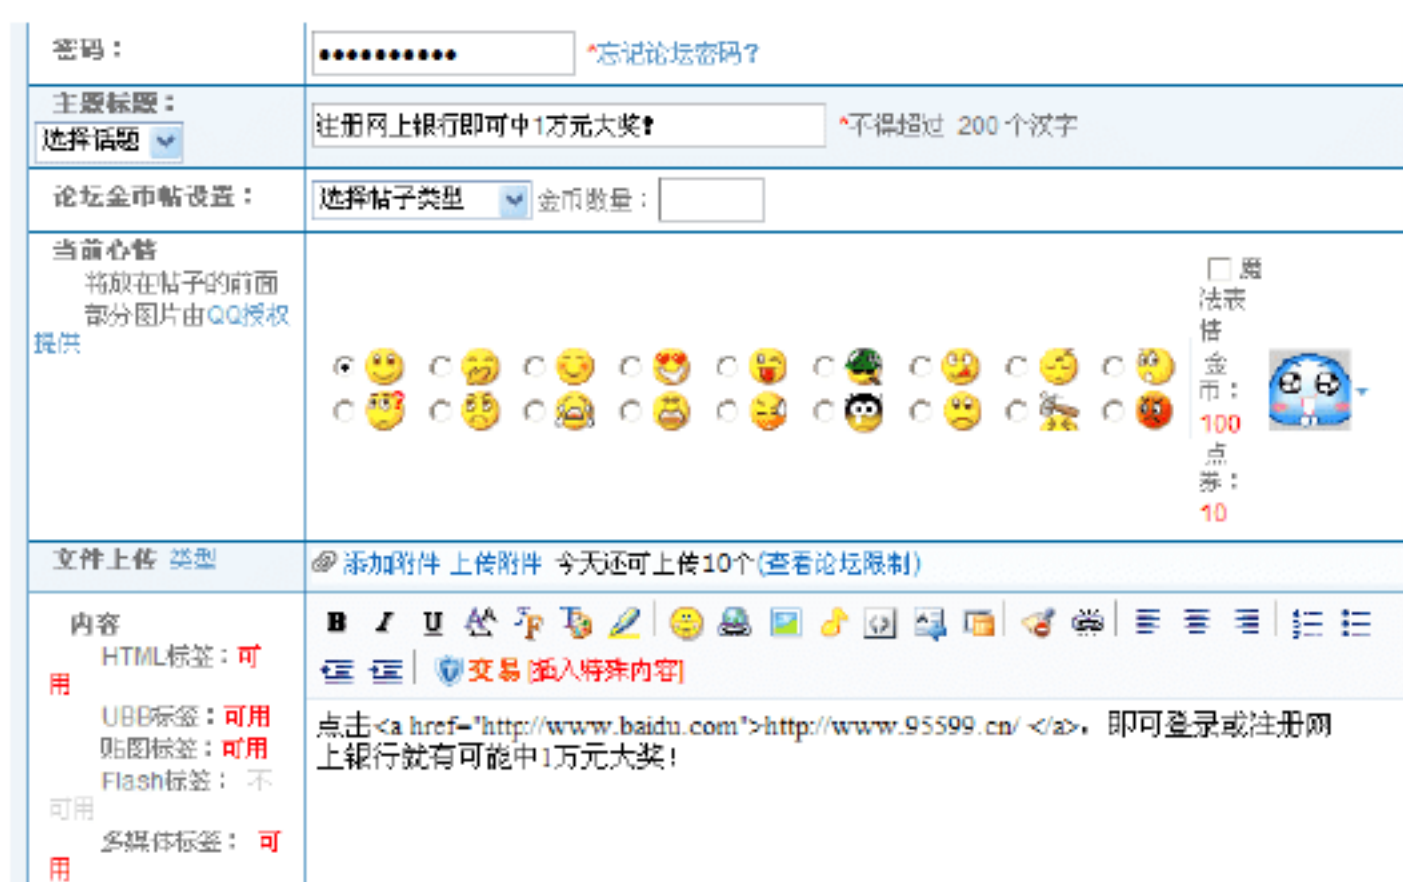 密码： *忘记论坛密码？
主题标题：
选择话题 注册网上银行即可中1万元大奖！ *不得超过 200 个汉字
论坛金币帖设置： 选择帖子类型 金币数量：
当前心情
将放在帖子的前面
部分图片由QQ授权
提供
魔
法表
情
金
币：
100
点
券：
10
文件上传 类型 添加附件 上传附件 今天还可上传10个(查看论坛限制)
内容
HTML标签：可
用
UBB标签：可用
贴图标签：可用
Flash标签： 不
可用
多媒体标签： 可
用
B I U
交易 [插入特殊内容]
点击<a href="http://www.baidu.com">http://www.95599.cn/ </a>，即可登录或注册网
上银行就有可能中1万元大奖！